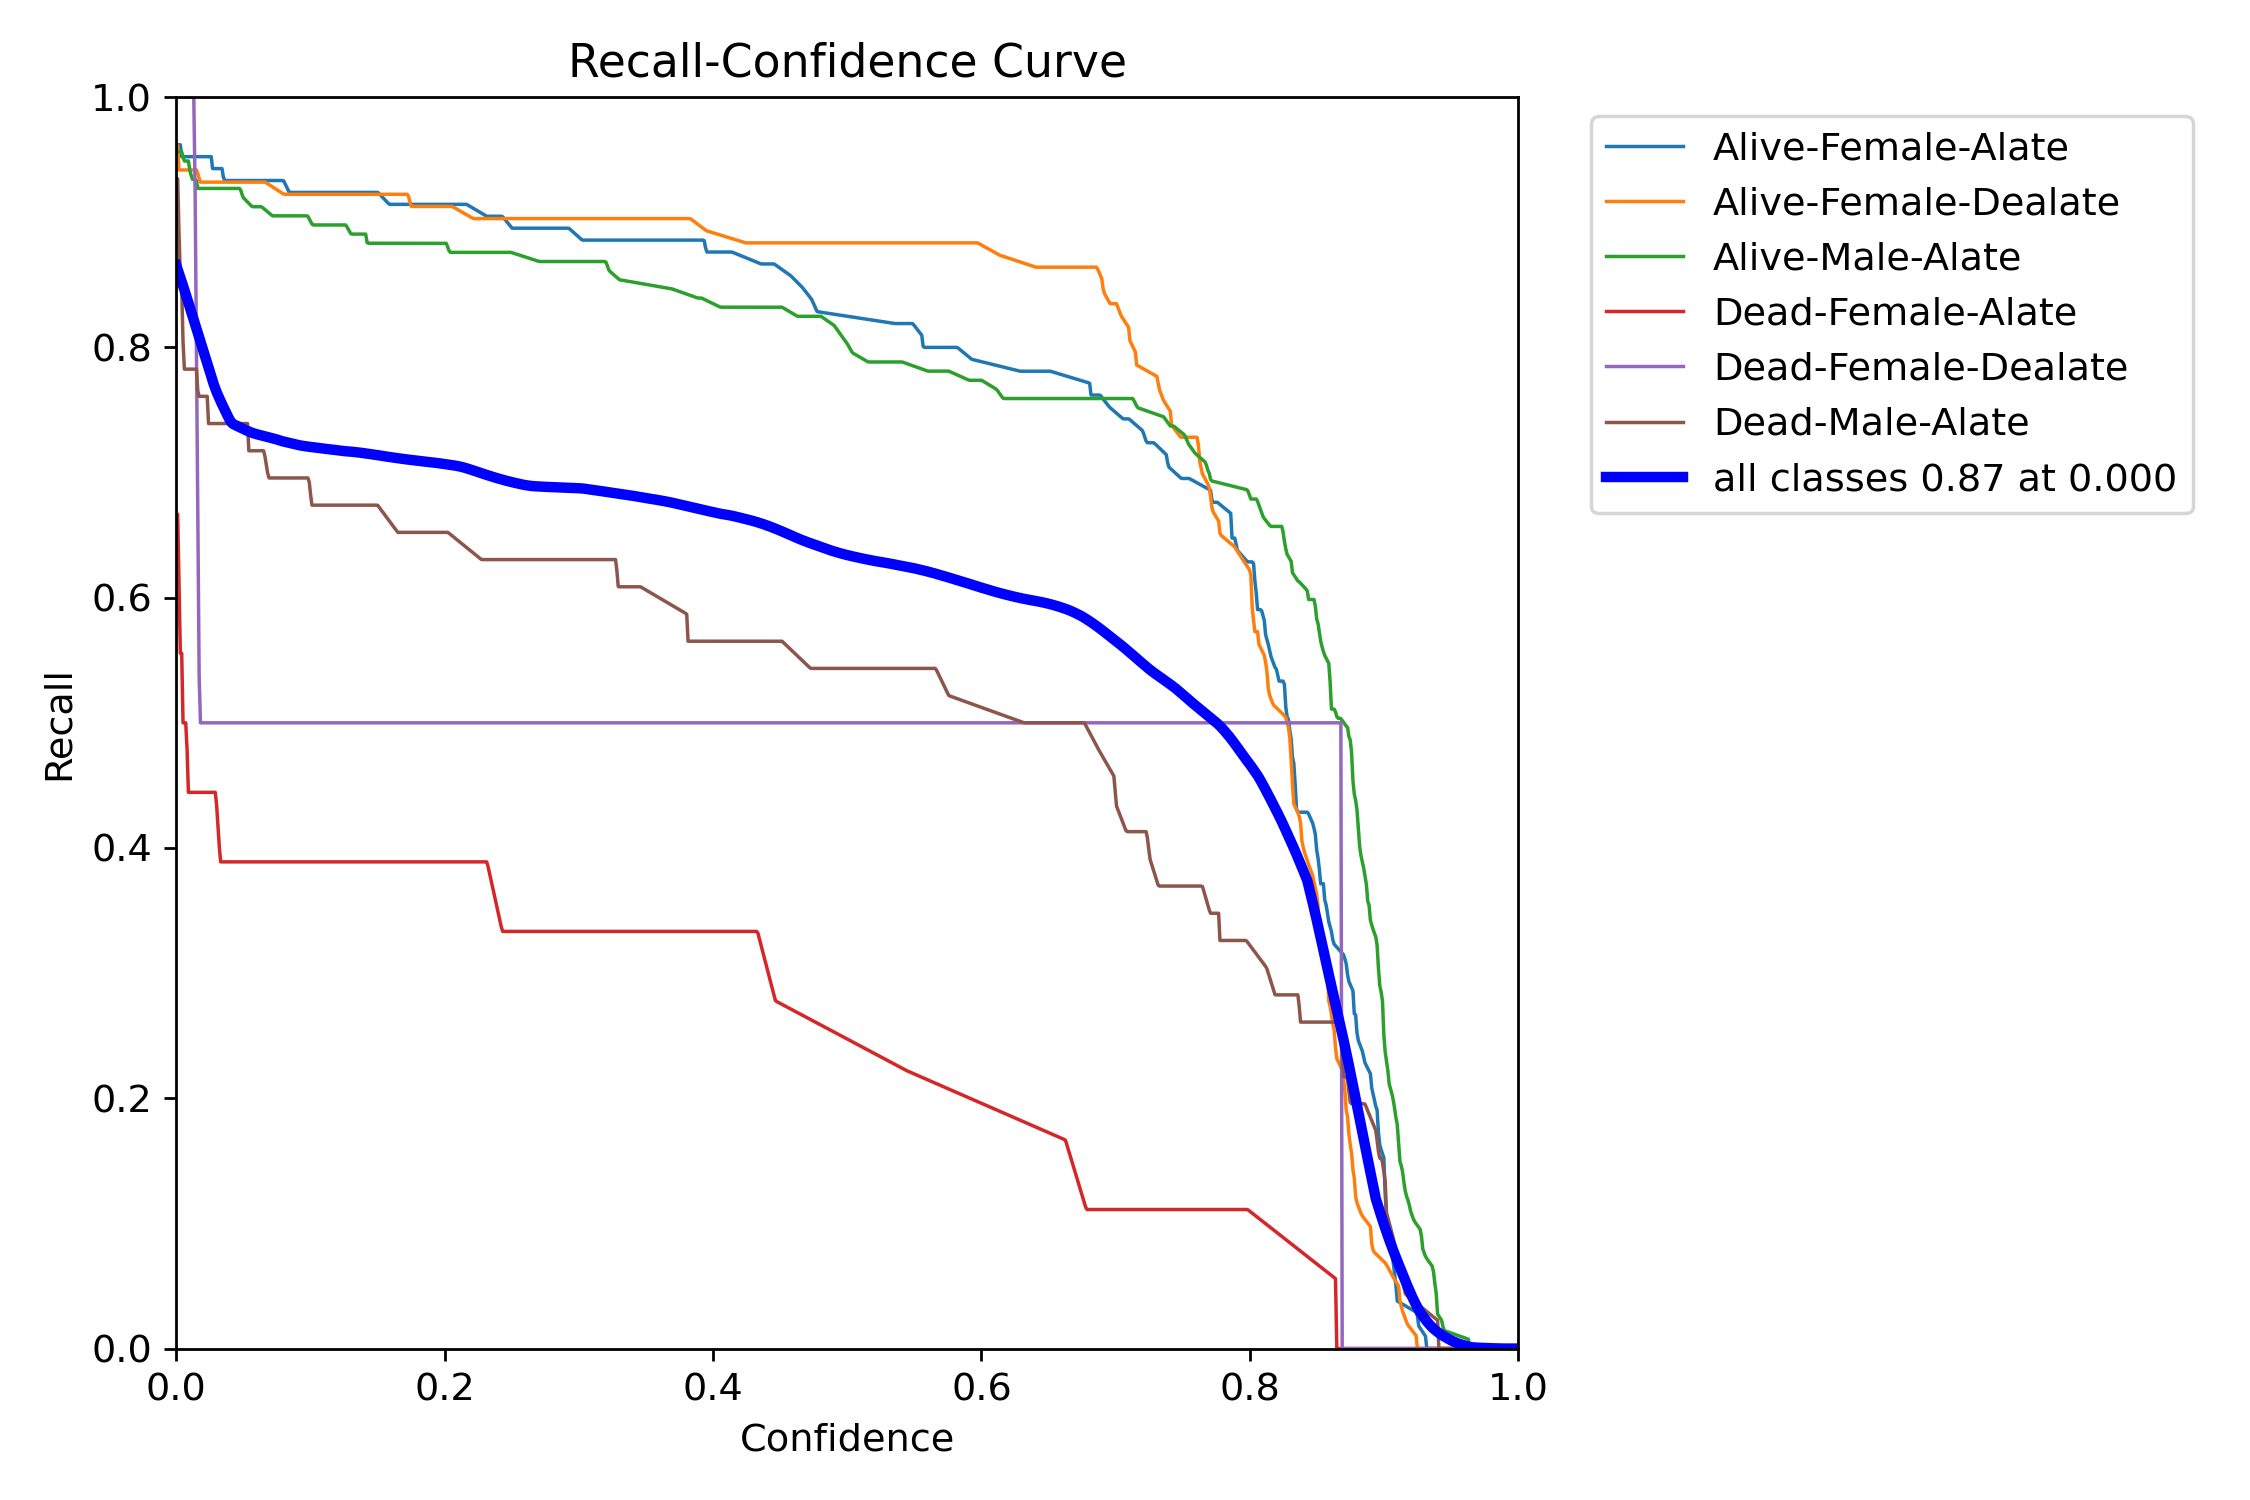 Recall-Confidence Curve
1.0
0.8
0.6
0.4
0.2
0.0
Recall
0.0 0.2 0.4 0.6 0.8 1.0
Confidence
Alive-Female-Alate
Alive-Female-Dealate
Alive-Male-Alate
Dead-Female-Alate
Dead-Female-Dealate
Dead-Male-Alate
all classes 0.87 at 0.000